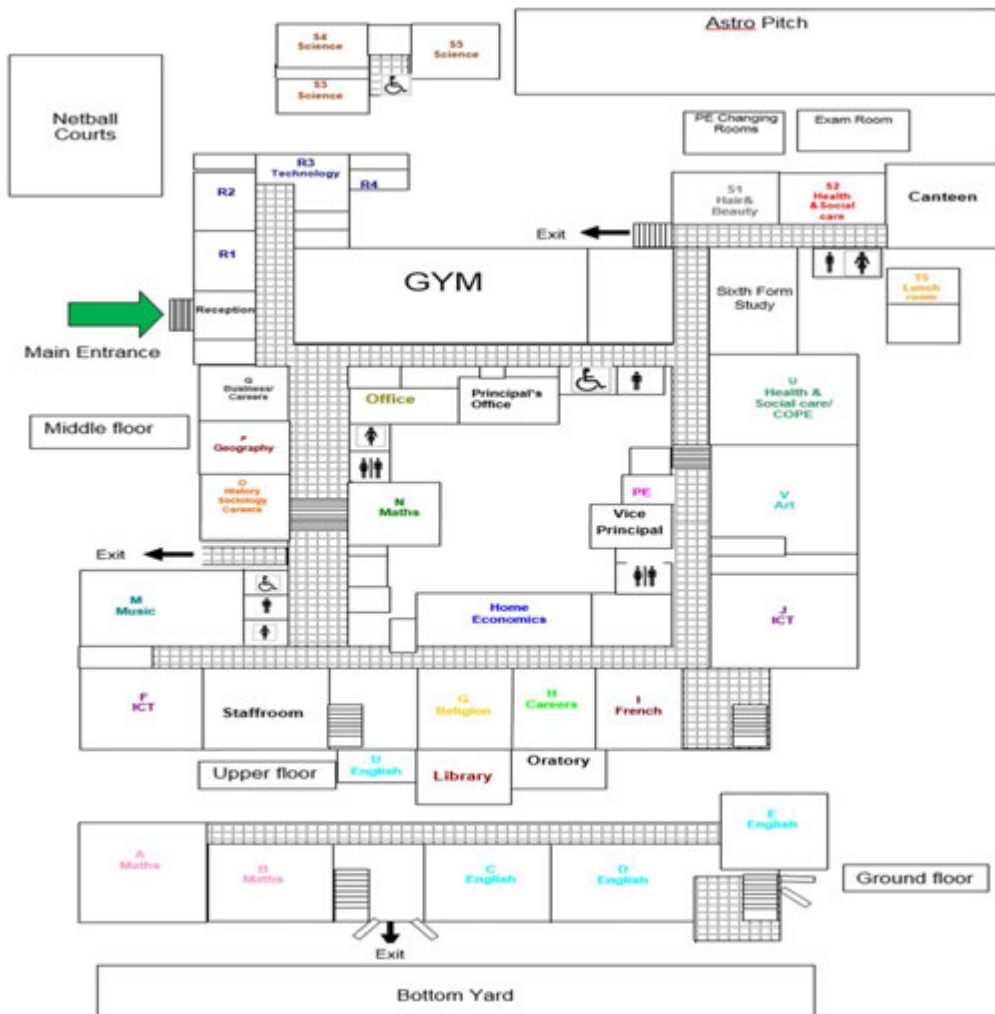 Astro Pitch
S4
Science
S5
Science
S3
Science
Netball
Courts
PE Changing
Rooms
Exam Room
R3
Technology
R4
R2
R1
S1
Hair&
Beauty
S2
Health
&Social
care
Canteen
Exit
GYM
Sixth Form
Study
T5
Lunch
room
Reception
Main Entrance
Q
Business/
Careers
Office
Principal's
Office
U
Health &
Social care/
COPE
Middle floor
P
Geography
O
History
Sociology
Careers
N
Maths
PE
Vice
Principal
V
Art
Exit
M
Music
Home
Economics
J
ICT
F
ICT
Staffroom
G
Religion
H
Careers
I
French
Upper floor
U
English
Library
Oratory
E
English
A
Maths
B
Maths
C
English
D
English
Ground floor
Exit
Bottom Yard